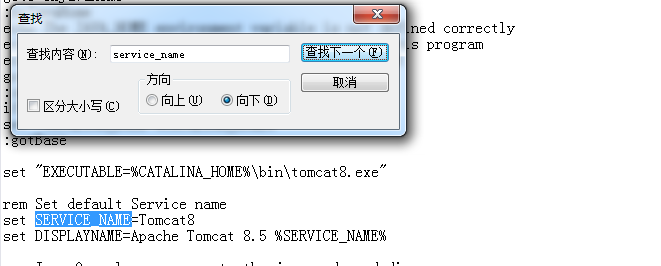 查找
查找内容(N):
service_name
查找下一个(F)
方向
取消
区分大小写(C)
向上(U)
向下(D)
ined correctly
s program
:gotBase
set "EXECUTABLE=%CATALINA_HOME%\bin\tomcat8.exe"
rem Set default Service name
set SERVICE_NAME=Tomcat8
set DISPLAYNAME=Apache Tomcat 8.5 %SERVICE_NAME%